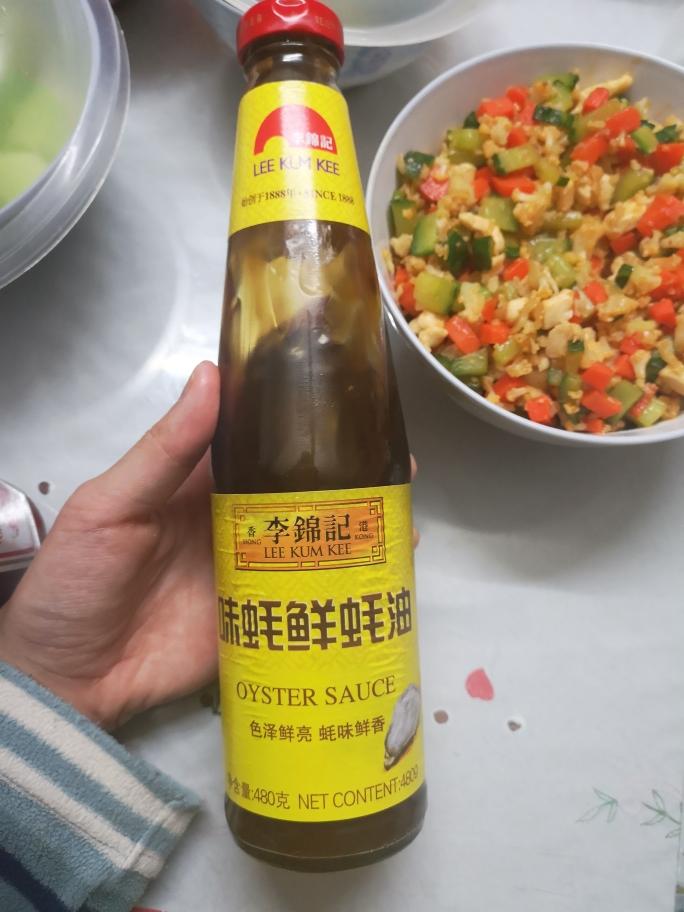 李錦記
LEE KUM KEE
始创于1888年·SINCE 1888
香 李錦記 港
HONG LEE KUM KEE KONG
味蚝鲜蚝油
OYSTER SAUCE
色泽鲜亮 蚝味鲜香
含量:480克 NET CONTENT:480g